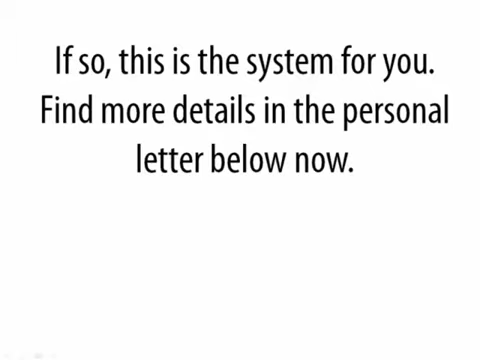 If so, this is the system for you.
Find more details in the personal
letter below now.